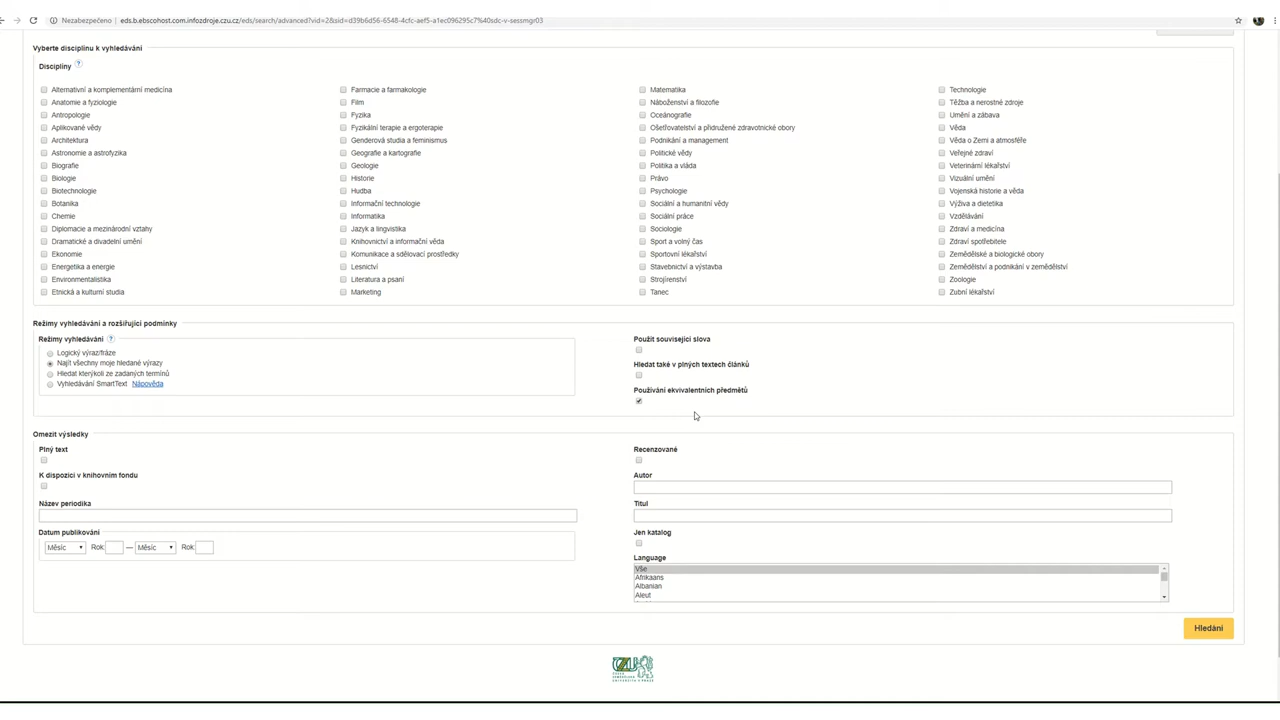 Nezabezpečeno | eds.b.ebscohost.com.infozdroje.czu.cz/eds/search/advanced?vid=2&sid=d39b6d56-6548-4cfc-aef5-a1ec096295c7%40sdc-v-sessmgr03
Vyberte disciplínu k vyhledávání
Disciplíny ?
Alternativní a komplementární medicína
Anatomie a fyziologie
Antropologie
Aplikované vědy
Architektura
Astronomie a astrofyzika
Biografie
Biologie
Biotechnologie
Botanika
Chemie
Diplomacie a mezinárodní vztahy
Dramatické a divadelní umění
Ekonomie
Energetika a energie
Environmentalistika
Etnická a kulturní studia
Farmacie a farmakologie
Film
Fyzika
Fyzikální terapie a ergoterapie
Genderová studia a feminismus
Geografie a kartografie
Geologie
Historie
Hudba
Informační technologie
Informatika
Jazyk a lingvistika
Knihovnictví a informační věda
Komunikace a sdělovací prostředky
Lesnictví
Literatura a psaní
Marketing
Matematika
Náboženství a filozofie
Oceánografie
Ošetřovatelství a přidružené zdravotnické obory
Podnikání a management
Politické vědy
Politika a vláda
Právo
Psychologie
Sociální a humanitní vědy
Sociální práce
Sociologie
Sport a volný čas
Sportovní lékařství
Stavebnictví a výstavba
Strojírenství
Tanec
Technologie
Těžba a nerostné zdroje
Umění a zábava
Věda
Věda o Zemi a atmosféře
Veřejné zdraví
Veterinární lékařství
Vizuální umění
Vojenská historie a věda
Výživa a dietetika
Vzdělávání
Zdraví a medicína
Zdraví spotřebitele
Zemědělské a biologické obory
Zemědělství a podnikání v zemědělství
Zoologie
Zubní lékařství
Režimy vyhledávání a rozšiřující podmínky
Režimy vyhledávání ?
Logický výraz/fráze
Najít všechny moje hledané výrazy
Hledat kterýkoli ze zadaných termínů
Vyhledávání SmartText Nápověda
Použít související slova
Hledat také v plných textech článků
Používání ekvivalentních předmětů
Omezit výsledky
Plný text
K dispozici v knihovním fondu
Název periodika
Datum publikování
Měsíc Rok: — Měsíc Rok:
Recenzované
Autor
Titul
Jen katalog
Language
Vše
Afrikaans
Albanian
Aleut
Hledání